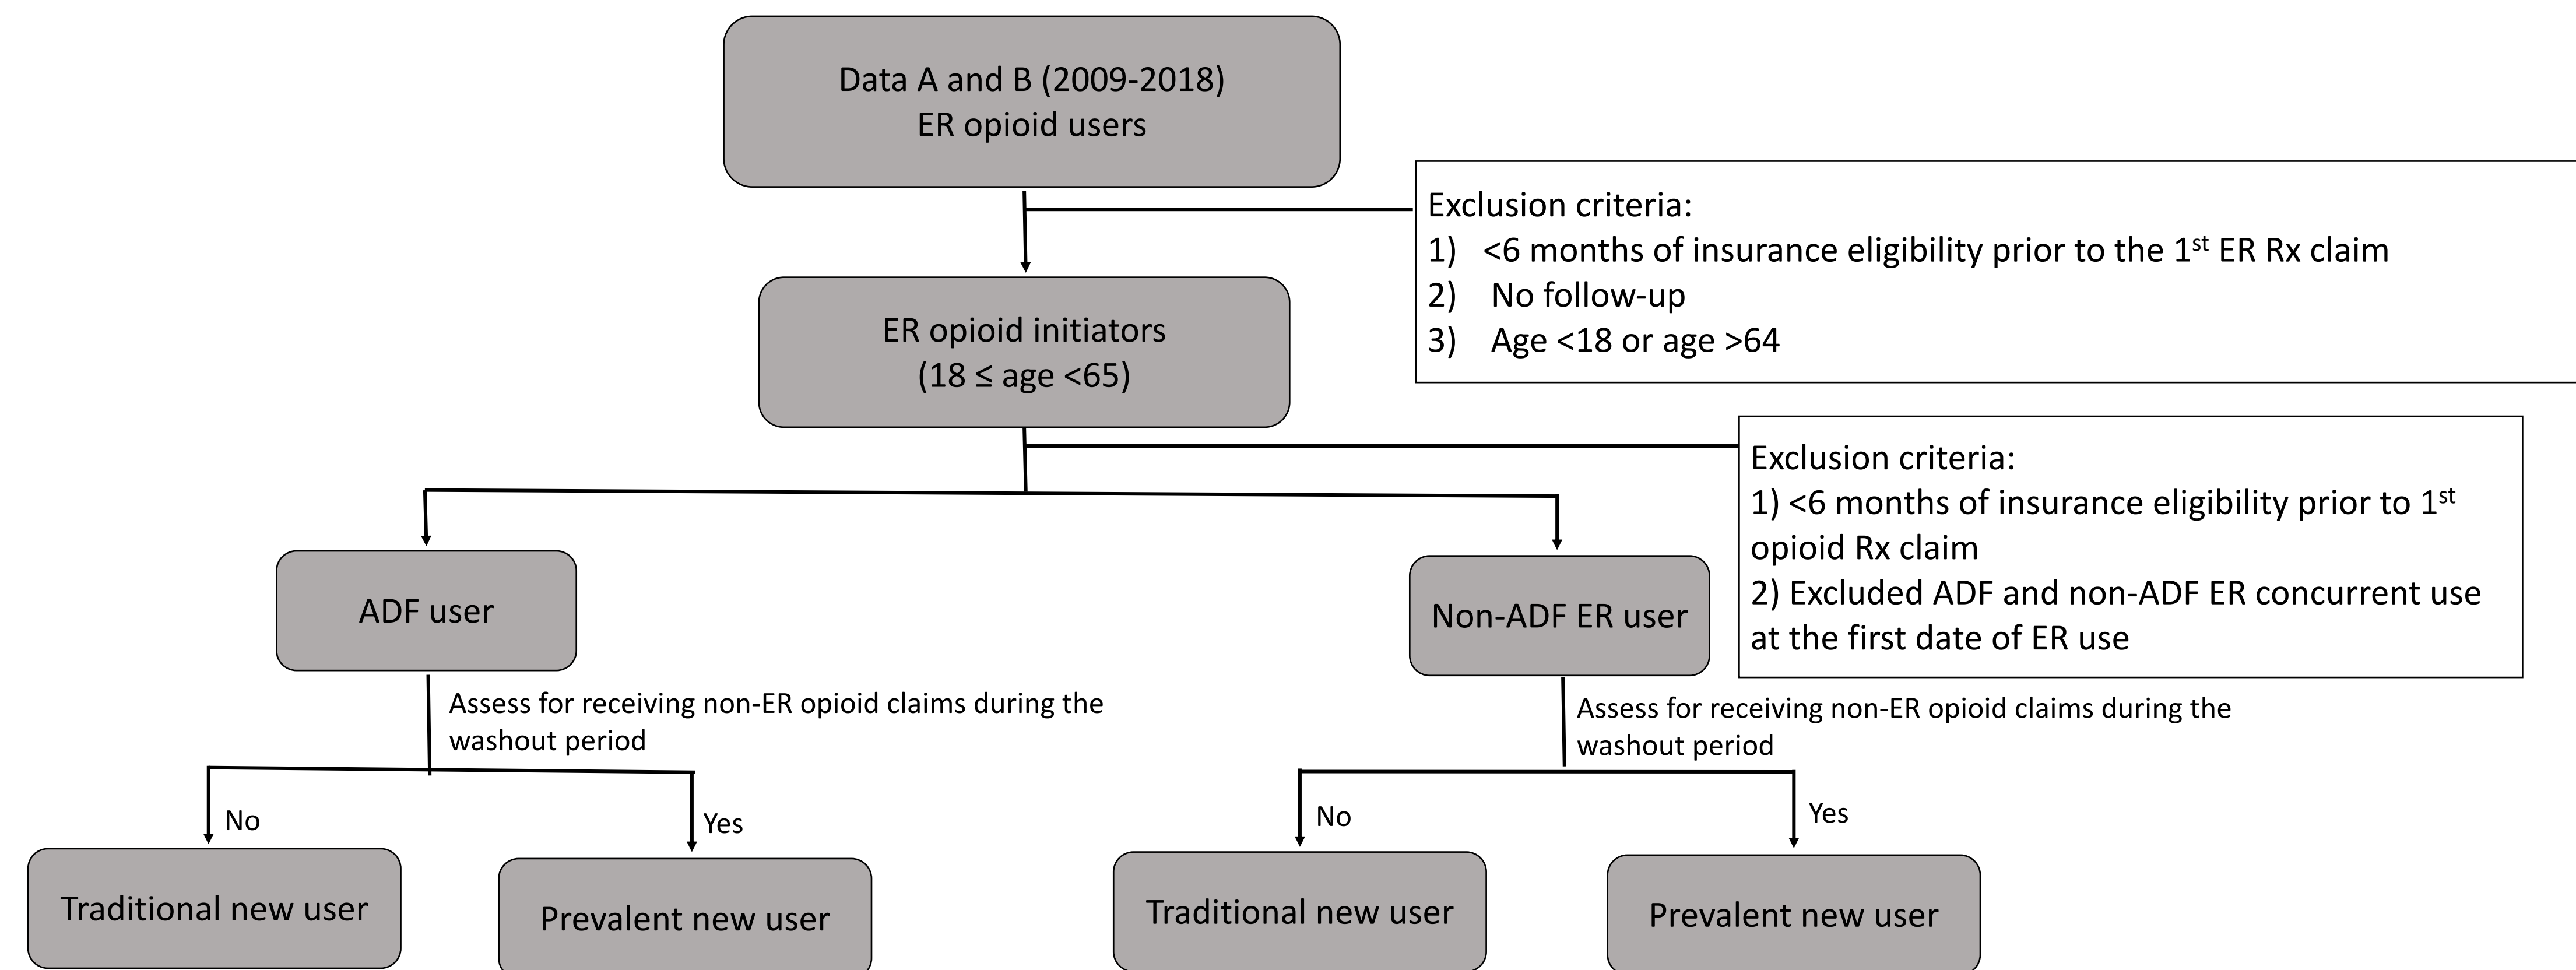 Data A and B (2009-2018)
ER opioid users
Exclusion criteria:
1) <6 months of insurance eligibility prior to the 1st ER Rx claim
2) No follow-up
3) Age <18 or age >64
ER opioid initiators
(18 ≤ age <65)
Exclusion criteria:
1) <6 months of insurance eligibility prior to 1st
opioid Rx claim
2) Excluded ADF and non-ADF ER concurrent use
at the first date of ER use
ADF user
Non-ADF ER user
Assess for receiving non-ER opioid claims during the
washout period
Assess for receiving non-ER opioid claims during the
washout period
No
Yes
No
Yes
Traditional new user
Prevalent new user
Traditional new user
Prevalent new user